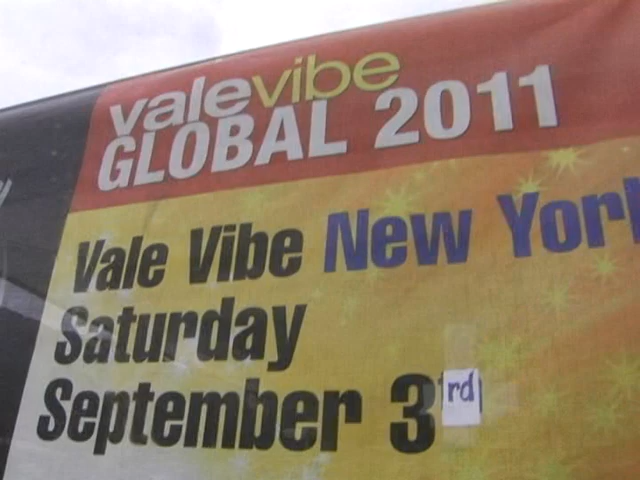 valevibe
GLOBAL 2011
Vale Vibe New York
Saturday
September 3rd